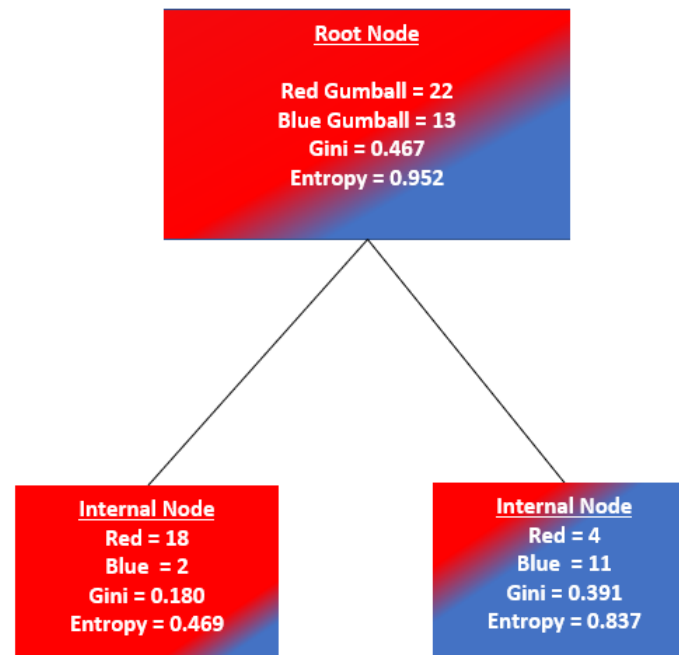 Root Node
Red Gumball = 22
Blue Gumball = 13
Gini = 0.467
Entropy = 0.952
Internal Node
Red = 18
Blue  = 2
Gini = 0.180
Entropy = 0.469
Internal Node
Red = 4
Blue  = 11
Gini = 0.391
Entropy = 0.837